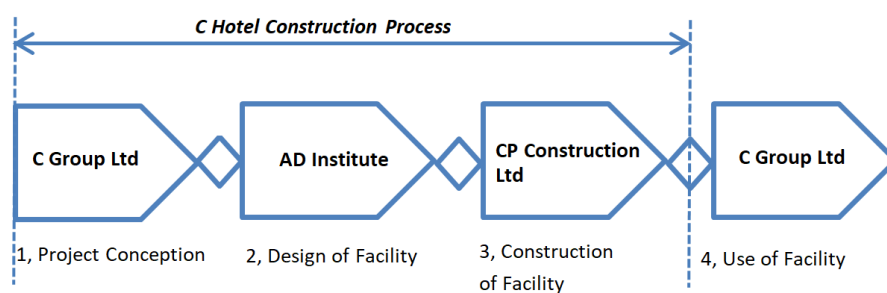 C Hotel Construction Process
C Group Ltd
AD Institute
CP Construction
Ltd
C Group Ltd
1, Project Conception
2, Design of Facility
3, Construction
of Facility
4, Use of Facility